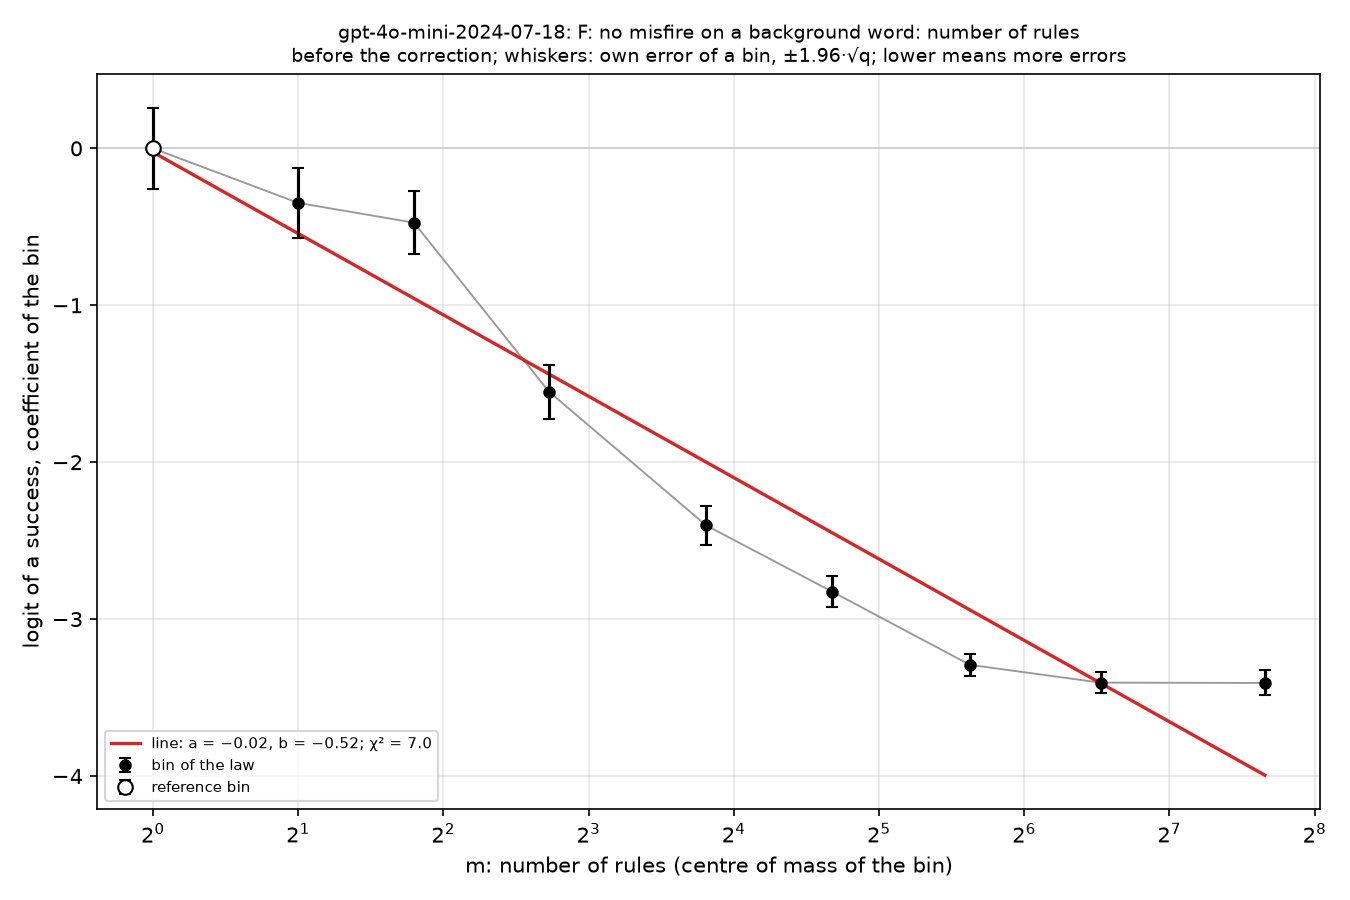 gpt-4o-mini-2024-07-18: F: no misfire on a background word: number of rules
before the correction; whiskers: own error of a bin, ±1.96·√q; lower means more errors
logit of a success, coefficient of the bin
0
−1
−2
−3
−4
line: a = −0.02, b = −0.52; χ² = 7.0
bin of the law
reference bin
2⁰ 2¹ 2² 2³ 2⁴ 2⁵ 2⁶ 2⁷ 2⁸
m: number of rules (centre of mass of the bin)